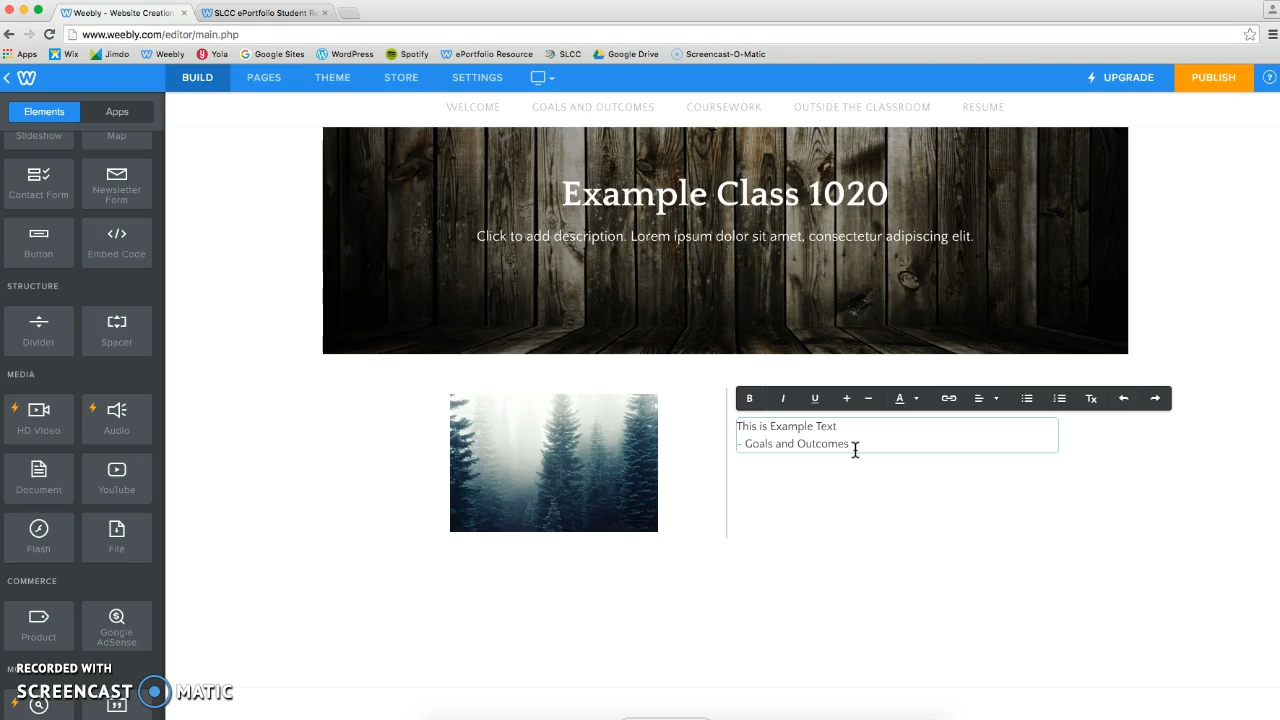 Weebly - Website Creation
SLCC ePortfolio Student Re
www.weebly.com/editor/main.php
Apps Wix Jimdo Weebly Yola Google Sites WordPress Spotify ePortfolio Resource SLCC Google Drive Screencast-O-Matic
BUILD PAGES THEME STORE SETTINGS UPGRADE PUBLISH ?
Elements Apps
WELCOME GOALS AND OUTCOMES COURSEWORK OUTSIDE THE CLASSROOM RESUME
Slideshow Map
Contact Form Newsletter Form
Button Embed Code
STRUCTURE
Divider Spacer
MEDIA
HD Video Audio
Document YouTube
Flash File
COMMERCE
Product Google AdSense
Example Class 1020
Click to add description. Lorem ipsum dolor sit amet, consectetur adipiscing elit.
B I U + − A Tx
This is Example Text
- Goals and Outcomes
RECORDED WITH
SCREENCAST MATIC